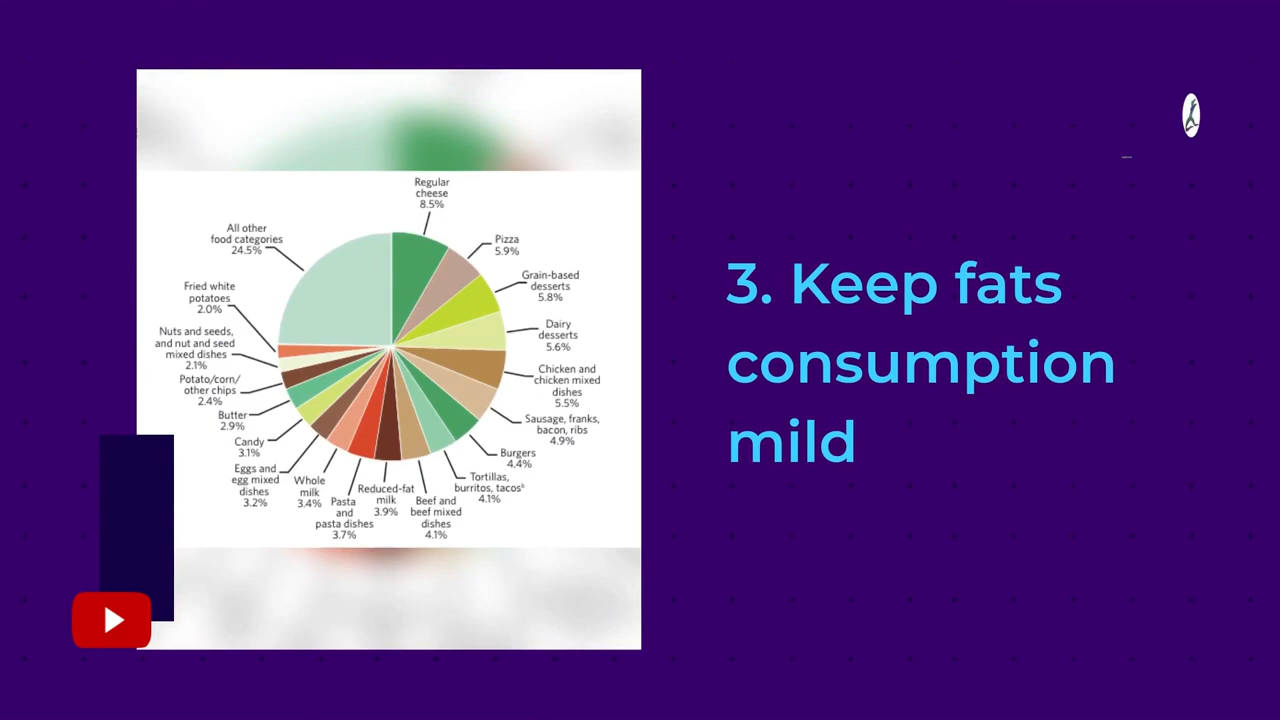 Regular
cheese
8.5%
Pizza
5.9%
Grain-based
desserts
5.8%
Dairy
desserts
5.6%
Chicken and
chicken mixed
dishes
5.5%
Sausage, franks,
bacon, ribs
4.9%
Burgers
4.4%
Tortillas,
burritos, tacosᵇ
4.1%
Beef and
beef mixed
dishes
4.1%
Reduced-fat
milk
3.9%
Pasta
and
pasta dishes
3.7%
Whole
milk
3.4%
Eggs and
egg mixed
dishes
3.2%
Candy
3.1%
Butter
2.9%
Potato/corn/
other chips
2.4%
Nuts and seeds,
and nut and seed
mixed dishes
2.1%
Fried white
potatoes
2.0%
All other
food categories
24.5%
3. Keep fats
consumption
mild